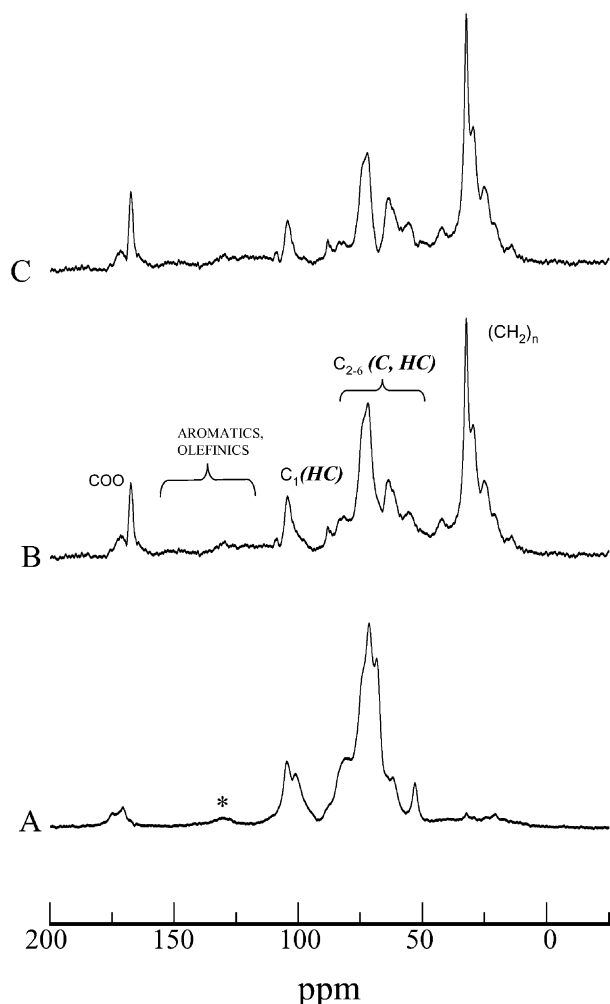 C
(CH₂)ₙ
C₂₋₆ (C, HC)
AROMATICS,
OLEFINICS
C₁(HC)
COO
B
*
A
200 150 100 50 0
ppm